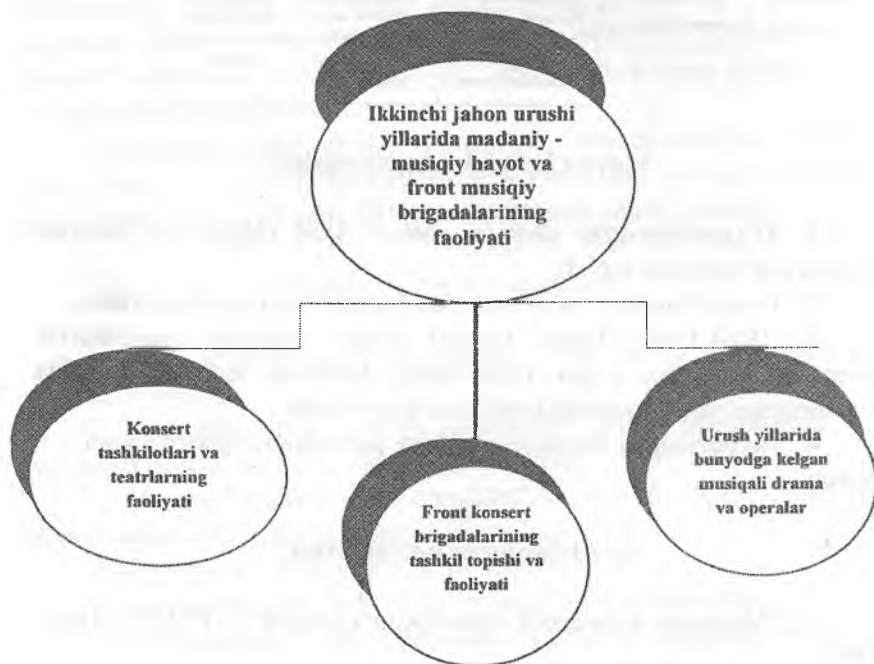 Ikkinchi jahon urushi
yillarida madaniy -
musiqiy hayot va
front musiqiy
brigadalarining
faoliyati
Konsert
tashkilotlari va
teatrlarning
faoliyati
Front konsert
brigadalarining
tashkil topishi va
faoliyati
Urush yillarida
bunyodga kelgan
musiqali drama
va operalar